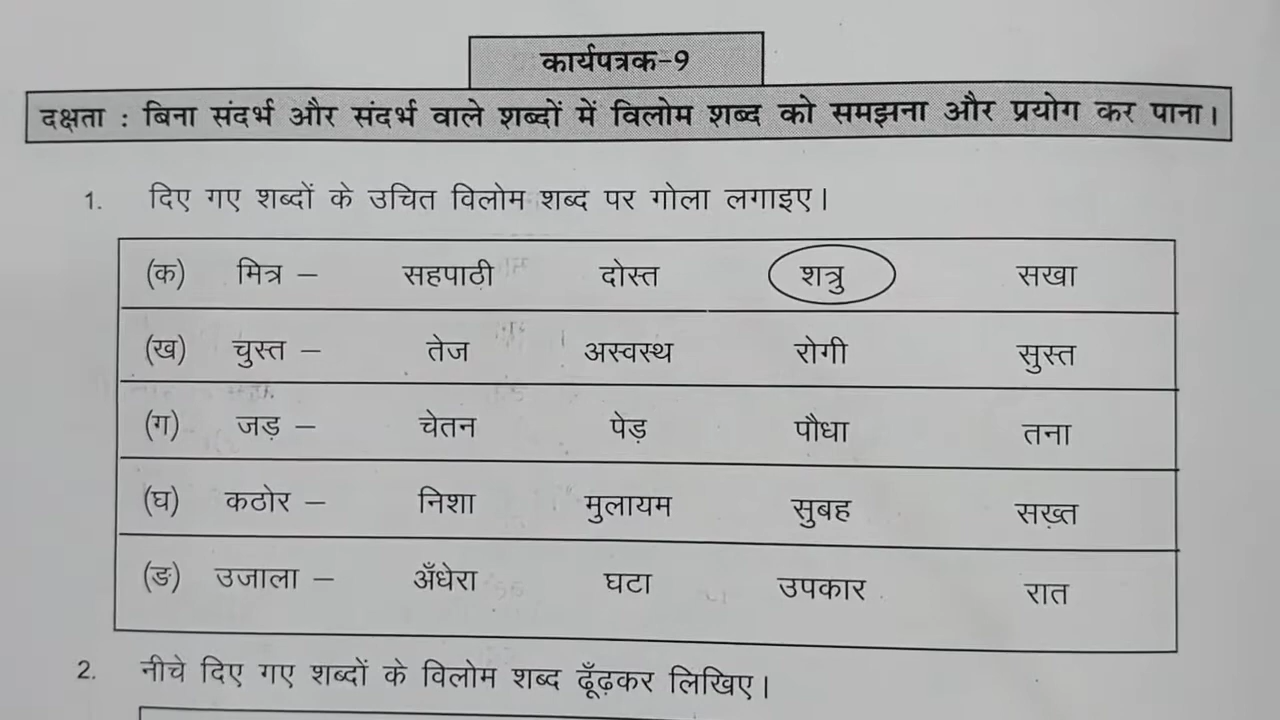 कार्यपत्रक-9
दक्षता : बिना संदर्भ और संदर्भ वाले शब्दों में विलोम शब्द को समझना और प्रयोग कर पाना।
1. दिए गए शब्दों के उचित विलोम शब्द पर गोला लगाइए।
(क) मित्र – सहपाठी दोस्त शत्रु सखा
(ख) चुस्त – तेज अस्वस्थ रोगी सुस्त
(ग) जड़ – चेतन पेड़ पौधा तना
(घ) कठोर – निशा मुलायम सुबह सख़्त
(ङ) उजाला – अँधेरा घटा उपकार रात
2. नीचे दिए गए शब्दों के विलोम शब्द ढूँढ़कर लिखिए।